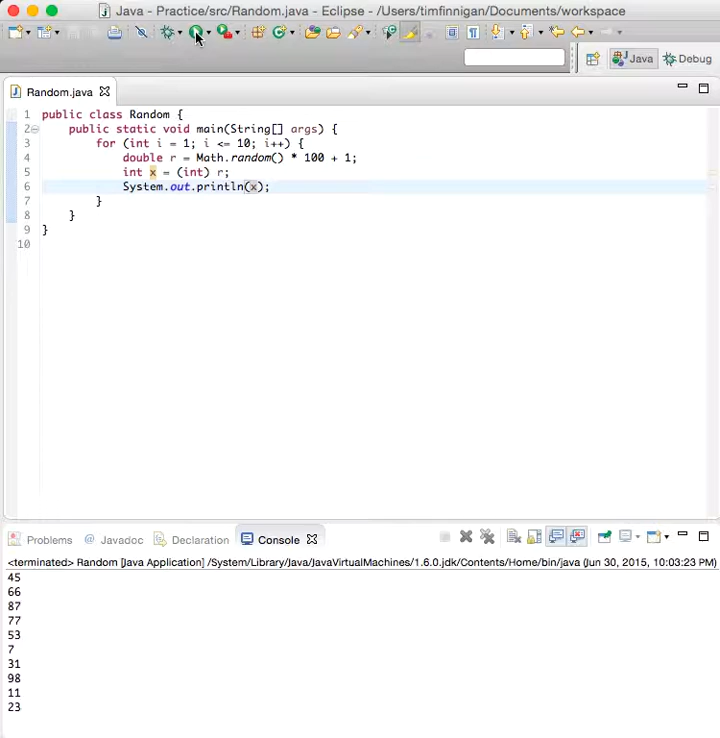 Java - Practice/src/Random.java - Eclipse - /Users/timfinnigan/Documents/workspace
Java
Debug
Random.java
1 public class Random {
2 public static void main(String[] args) {
3 for (int i = 1; i <= 10; i++) {
4 double r = Math.random() * 100 + 1;
5 int x = (int) r;
6 System.out.println(x);
7 }
8 }
9 }
10
Problems @ Javadoc Declaration Console
<terminated> Random [Java Application] /System/Library/Java/JavaVirtualMachines/1.6.0.jdk/Contents/Home/bin/java (Jun 30, 2015, 10:03:23 PM)
45
66
87
77
53
7
31
98
11
23